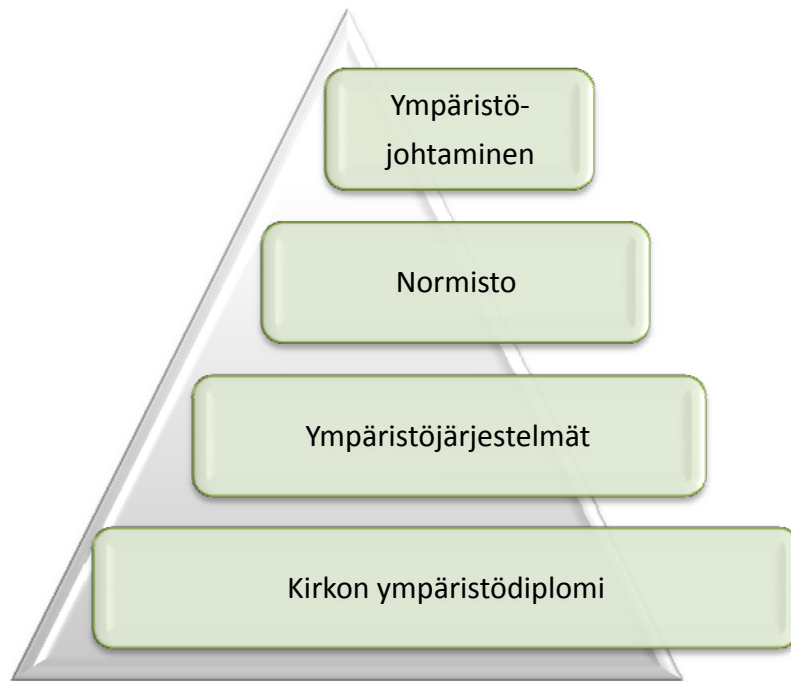 Ympäristö-
johtaminen
Normisto
Ympäristöjärjestelmät
Kirkon ympäristödiplomi